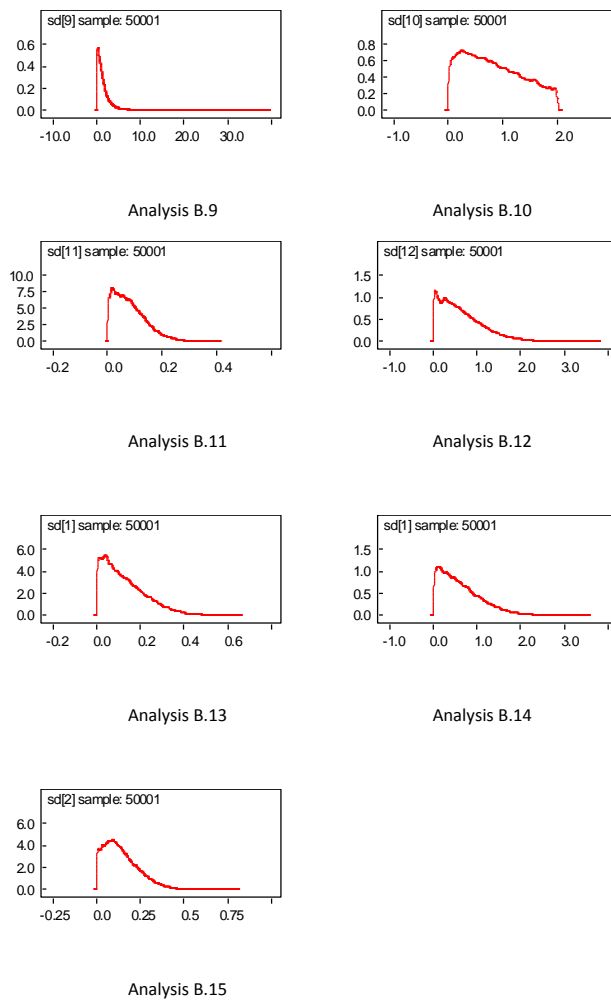 sd[9] sample: 50001
0.6
0.4
0.2
0.0
-10.0 0.0 10.0 20.0 30.0
Analysis B.9
sd[10] sample: 50001
0.8
0.6
0.4
0.2
0.0
-1.0 0.0 1.0 2.0
Analysis B.10
sd[11] sample: 50001
10.0
7.5
5.0
2.5
0.0
-0.2 0.0 0.2 0.4
Analysis B.11
sd[12] sample: 50001
1.5
1.0
0.5
0.0
-1.0 0.0 1.0 2.0 3.0
Analysis B.12
sd[1] sample: 50001
6.0
4.0
2.0
0.0
-0.2 0.0 0.2 0.4 0.6
Analysis B.13
sd[1] sample: 50001
1.5
1.0
0.5
0.0
-1.0 0.0 1.0 2.0 3.0
Analysis B.14
sd[2] sample: 50001
6.0
4.0
2.0
0.0
-0.25 0.0 0.25 0.5 0.75
Analysis B.15